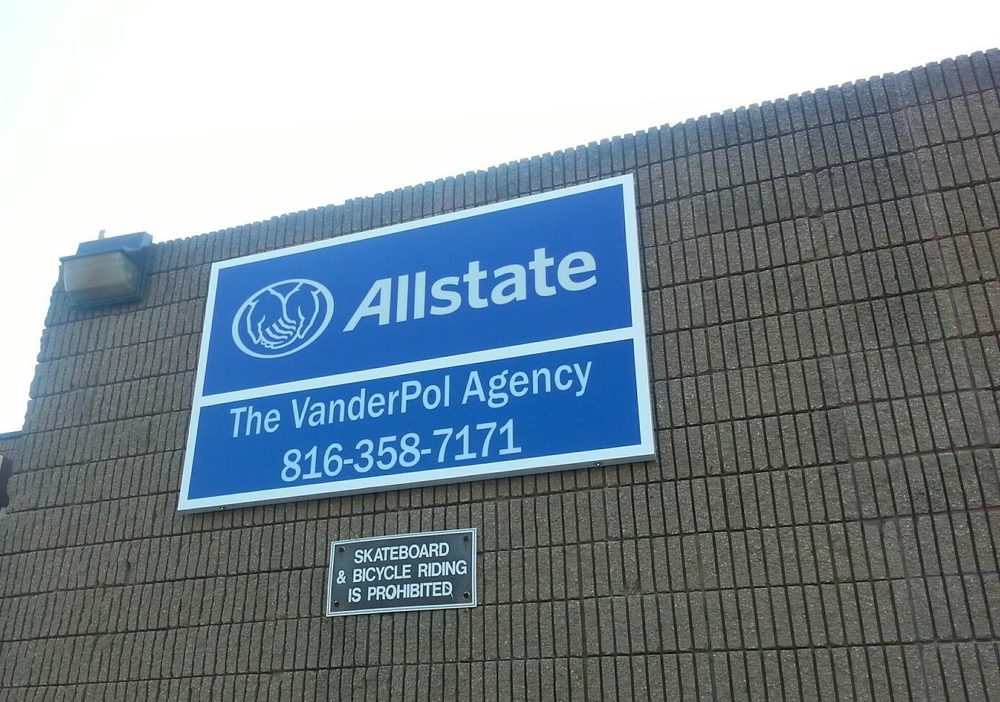 Allstate
The VanderPol Agency
816-358-7171
SKATEBOARD
& BICYCLE RIDING
IS PROHIBITED